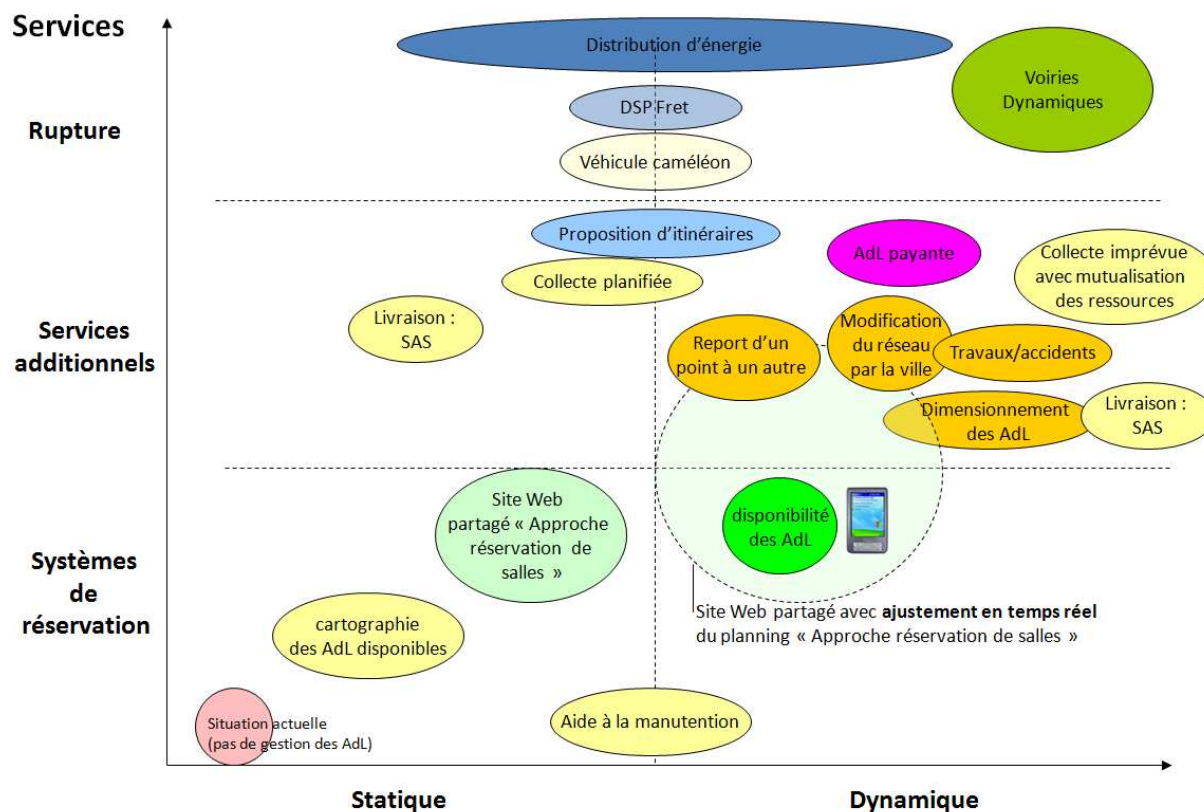 Services
Distribution d'énergie
Voiries
Dynamiques
DSP Fret
Rupture
Véhicule caméléon
Proposition d'itinéraires
AdL payante
Collecte imprévue
avec mutualisation
des ressources
Collecte planifiée
Livraison :
SAS
Services
additionnels
Report d'un
point à un autre
Modification
du réseau
par la ville
Travaux/accidents
Dimensionnement
des AdL
Livraison :
SAS
Site Web
partagé « Approche
réservation de
salles »
disponibilité
des AdL
Systèmes
de
réservation
Site Web partagé avec ajustement en temps réel
du planning « Approche réservation de salles »
cartographie
des AdL disponibles
Situation actuelle
(pas de gestion des AdL)
Aide à la manutention
Statique
Dynamique